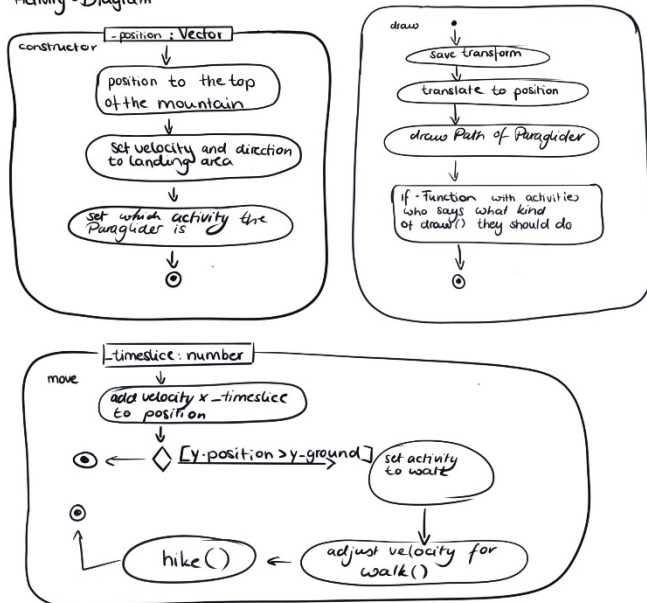 Activity-Diagram
constructor
_position : Vector
position to the top
of the mountain
set velocity and direction
to landing area
set which activity the
Paraglider is
draw
save transform
translate to position
draw Path of Paraglider
if-Function with activities
who says what kind
of draw() they should do
move
_timeslice: number
add velocity x _timeslice
to position
[y.position > y-ground]
set activity
to walk
adjust velocity for
walk()
hike()